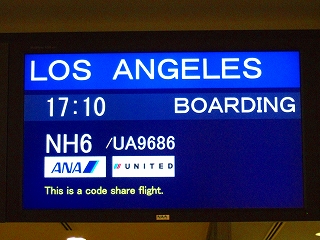 LOS ANGELES
17:10 BOARDING
NH6 /UA9686
ANA UNITED
This is a code share flight.